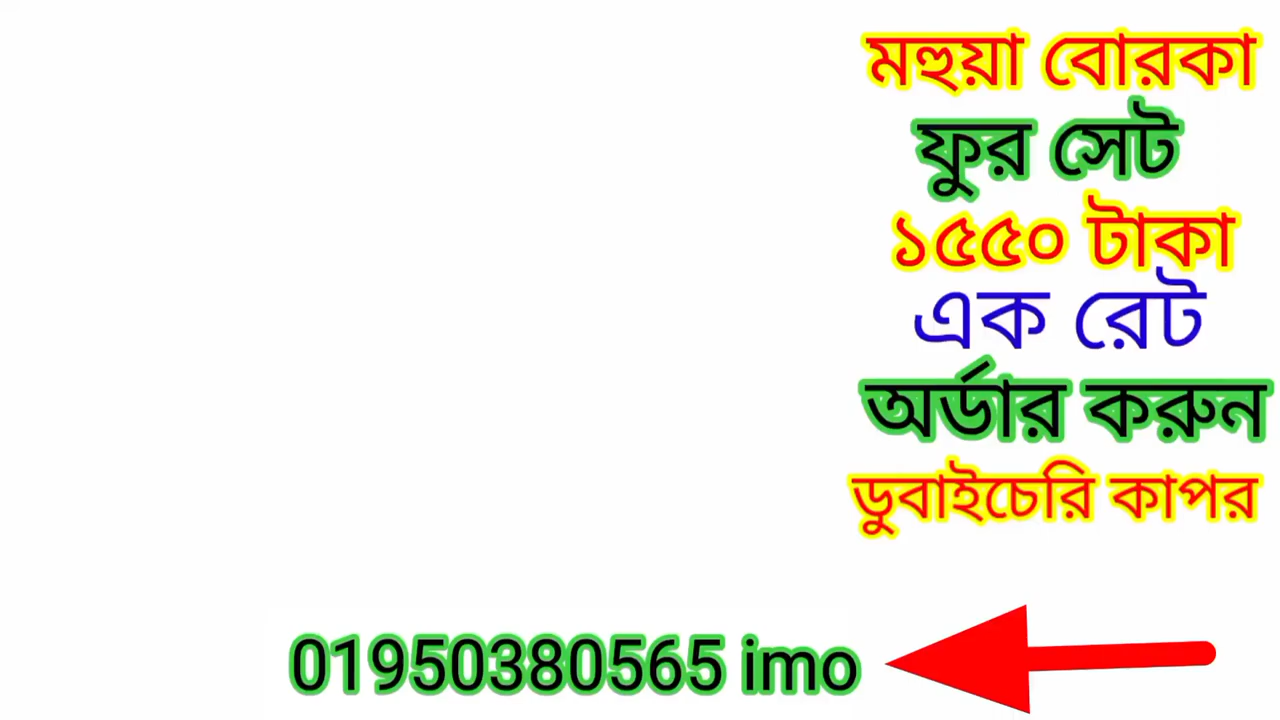 মহুয়া বোরকা
ফুর সেট
১৫৫০ টাকা
এক রেট
অর্ডার করুন
ডুবাইচেরি কাপর
01950380565 imo